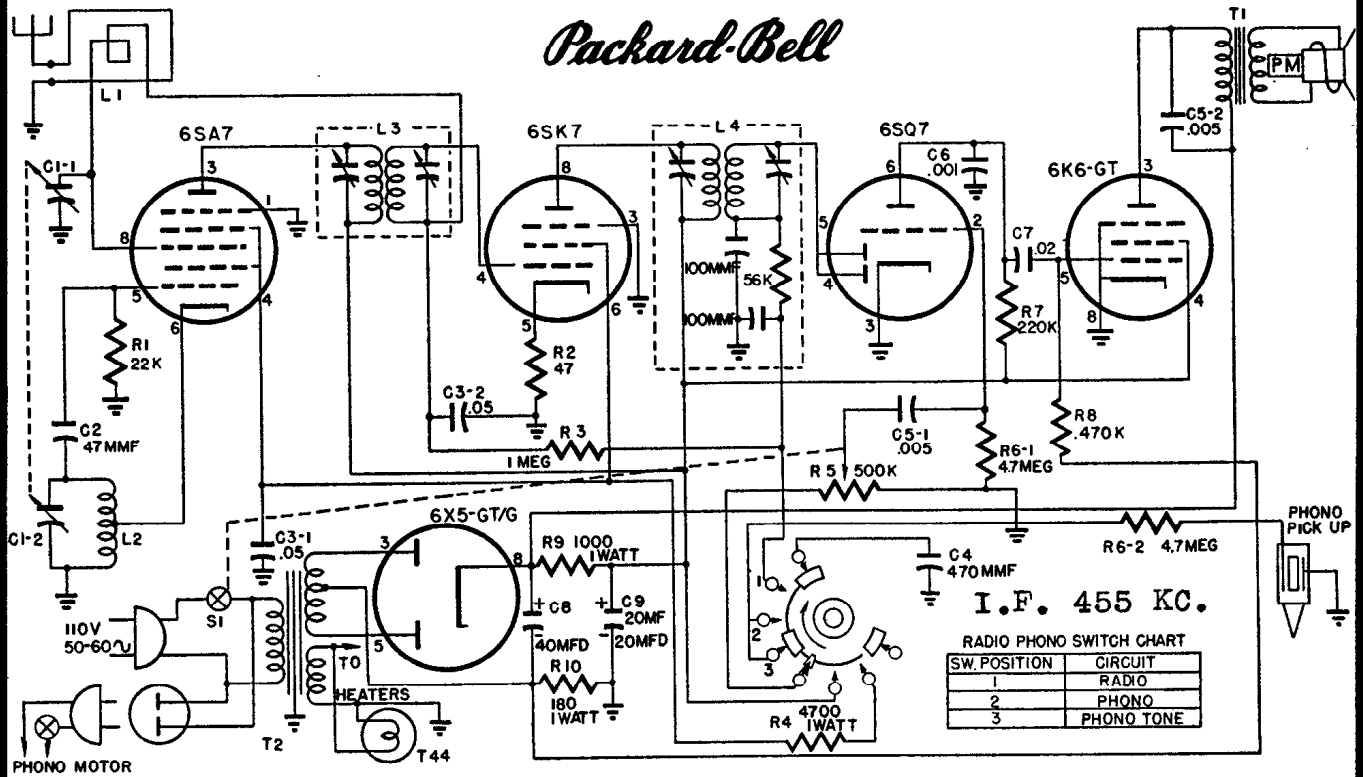 Packard-Bell
T1
PM
C5-2
.005
L1
6SA7
L3
6SK7
L4
6SQ7
C6
.001
6K6-GT
C1-1
3
1
8
5
6
4
8
3
4
5
6
6
2
5
4
3
C7
.02
3
5
4
8
R1
22K
R2
47
100MMF
56K
100MMF
R7
220K
C2
47MMF
C3-2
.05
R3
1 MEG
C5-1
.005
R8
.470K
R6-1
4.7MEG
R5 500K
C1-2
L2
C3-1
.05
6X5-GT/G
3
8
5
R9 1000
1WATT
C8
40MFD
C9
20MF
20MFD
R10
180
1WATT
PHONO
PICK UP
R6-2 4.7MEG
C4
470MMF
I.F. 455 KC.
1
2
3
S1
110V
50-60
TO
HEATERS
T2
T44
R4
4700
1WATT
PHONO MOTOR
RADIO PHONO SWITCH CHART
SW. POSITION CIRCUIT
1 RADIO
2 PHONO
3 PHONO TONE